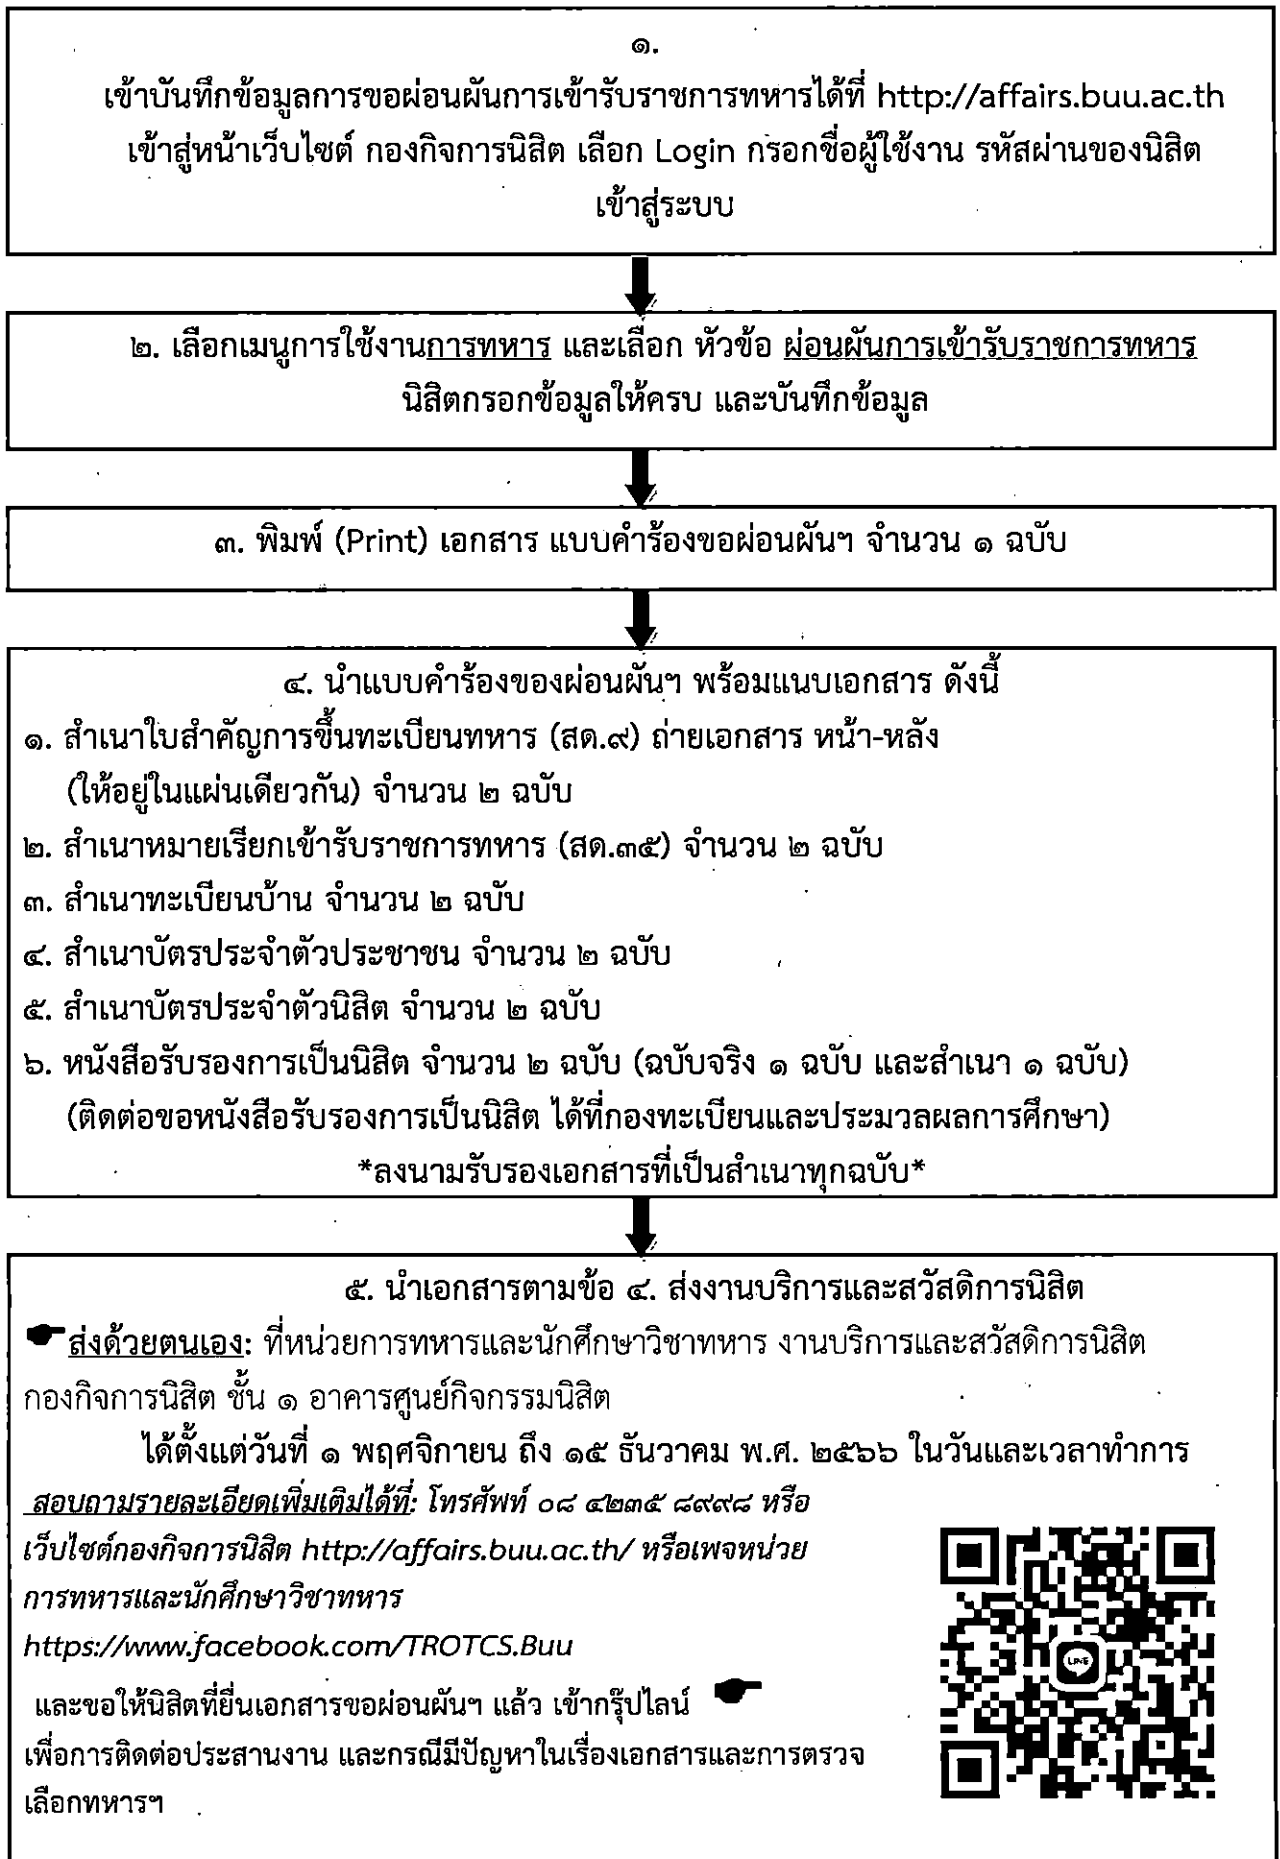 ๑.
เข้าบันทึกข้อมูลการขอผ่อนผันการเข้ารับราชการทหารได้ที่ http://affairs.buu.ac.th
เข้าสู่หน้าเว็บไซต์ กองกิจการนิสิต เลือก Login กรอกชื่อผู้ใช้งาน รหัสผ่านของนิสิต
เข้าสู่ระบบ
๒. เลือกเมนูการใช้งานการทหาร และเลือก หัวข้อ ผ่อนผันการเข้ารับราชการทหาร
นิสิตกรอกข้อมูลให้ครบ และบันทึกข้อมูล
๓. พิมพ์ (Print) เอกสาร แบบคำร้องขอผ่อนผันฯ จำนวน ๑ ฉบับ
๔. นำแบบคำร้องของผ่อนผันฯ พร้อมแนบเอกสาร ดังนี้
๑. สำเนาใบสำคัญการขึ้นทะเบียนทหาร (สด.๙) ถ่ายเอกสาร หน้า-หลัง
(ให้อยู่ในแผ่นเดียวกัน) จำนวน ๒ ฉบับ
๒. สำเนาหมายเรียกเข้ารับราชการทหาร (สด.๓๕) จำนวน ๒ ฉบับ
๓. สำเนาทะเบียนบ้าน จำนวน ๒ ฉบับ
๔. สำเนาบัตรประจำตัวประชาชน จำนวน ๒ ฉบับ
๕. สำเนาบัตรประจำตัวนิสิต จำนวน ๒ ฉบับ
๖. หนังสือรับรองการเป็นนิสิต จำนวน ๒ ฉบับ (ฉบับจริง ๑ ฉบับ และสำเนา ๑ ฉบับ)
(ติดต่อขอหนังสือรับรองการเป็นนิสิต ได้ที่กองทะเบียนและประมวลผลการศึกษา)
*ลงนามรับรองเอกสารที่เป็นสำเนาทุกฉบับ*
๕. นำเอกสารตามข้อ ๔. ส่งงานบริการและสวัสดิการนิสิต
ส่งด้วยตนเอง: ที่หน่วยการทหารและนักศึกษาวิชาทหาร งานบริการและสวัสดิการนิสิต
กองกิจการนิสิต ชั้น ๑ อาคารศูนย์กิจกรรมนิสิต
ได้ตั้งแต่วันที่ ๑ พฤศจิกายน ถึง ๑๕ ธันวาคม พ.ศ. ๒๕๖๖ ในวันและเวลาทำการ
สอบถามรายละเอียดเพิ่มเติมได้ที่: โทรศัพท์ ๐๘ ๔๒๓๕ ๘๙๙๘ หรือ
เว็บไซต์กองกิจการนิสิต http://affairs.buu.ac.th/ หรือเพจหน่วย
การทหารและนักศึกษาวิชาทหาร
https://www.facebook.com/TROTCS.Buu
และขอให้นิสิตที่ยื่นเอกสารขอผ่อนผันฯ แล้ว เข้ากรุ๊ปไลน์
เพื่อการติดต่อประสานงาน และกรณีมีปัญหาในเรื่องเอกสารและการตรวจ
เลือกทหารฯ
LINE